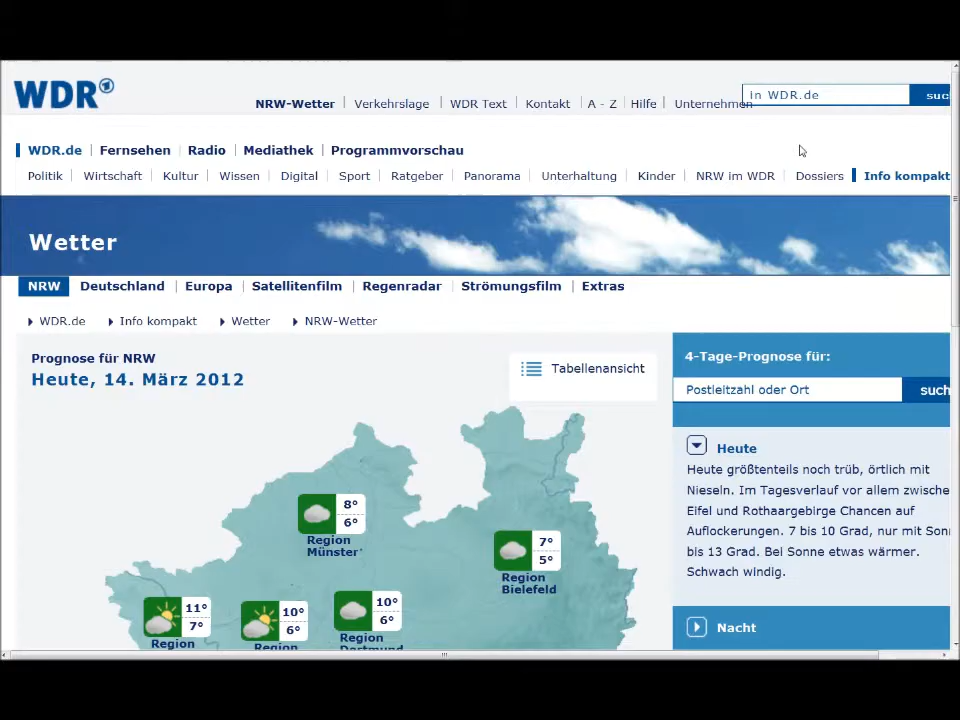 WDR
NRW-Wetter | Verkehrslage | WDR Text | Kontakt | A - Z | Hilfe | Unternehmen
in WDR.de
suc
WDR.de | Fernsehen | Radio | Mediathek | Programmvorschau
Politik | Wirtschaft | Kultur | Wissen | Digital | Sport | Ratgeber | Panorama | Unterhaltung | Kinder | NRW im WDR | Dossiers Info kompakt
Wetter
NRW Deutschland | Europa | Satellitenfilm | Regenradar | Strömungsfilm | Extras
WDR.de Info kompakt Wetter NRW-Wetter
Prognose für NRW
Heute, 14. März 2012
Tabellenansicht
8°
6°
Region
Münster
7°
5°
Region
Bielefeld
11°
7°
Region
10°
6°
Region
10°
6°
Region
Dortmund
4-Tage-Prognose für:
Postleitzahl oder Ort
such
Heute
Heute größtenteils noch trüb, örtlich mit
Nieseln. Im Tagesverlauf vor allem zwische
Eifel und Rothaargebirge Chancen auf
Auflockerungen. 7 bis 10 Grad, nur mit Son
bis 13 Grad. Bei Sonne etwas wärmer.
Schwach windig.
Nacht